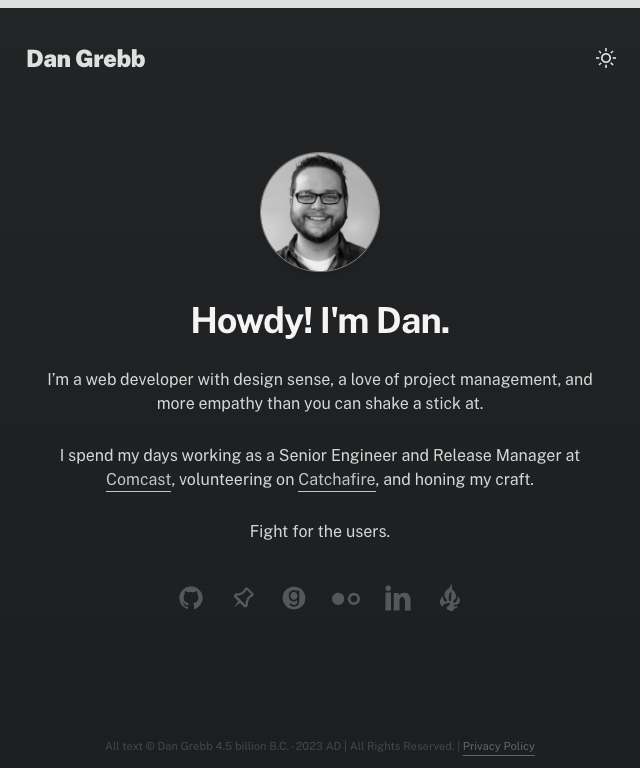 Dan Grebb
Howdy! I'm Dan.
I’m a web developer with design sense, a love of project management, and
more empathy than you can shake a stick at.
I spend my days working as a Senior Engineer and Release Manager at
Comcast, volunteering on Catchafire, and honing my craft.
Fight for the users.
All text © Dan Grebb 4.5 billion B.C. - 2023 AD | All Rights Reserved. | Privacy Policy